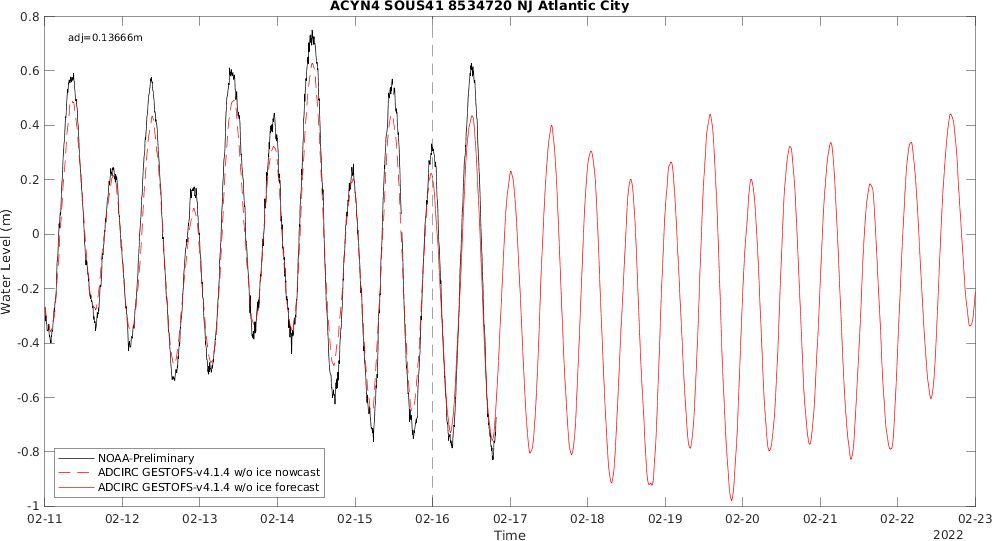 ACYN4 SOUS41 8534720 NJ Atlantic City
adj=0.13666m
0.8
0.6
0.4
0.2
0
-0.2
-0.4
-0.6
-0.8
-1
Water Level (m)
NOAA-Preliminary
ADCIRC GESTOFS-v4.1.4 w/o ice nowcast
ADCIRC GESTOFS-v4.1.4 w/o ice forecast
02-11 02-12 02-13 02-14 02-15 02-16 02-17 02-18 02-19 02-20 02-21 02-22 02-23
Time
2022